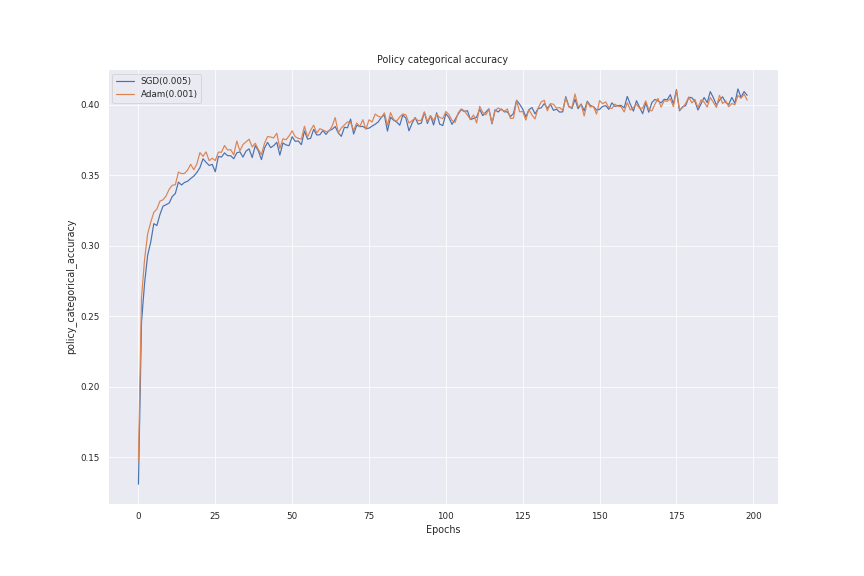 Policy categorical accuracy
SGD(0.005)
Adam(0.001)
policy_categorical_accuracy
0.40
0.35
0.30
0.25
0.20
0.15
0 25 50 75 100 125 150 175 200
Epochs